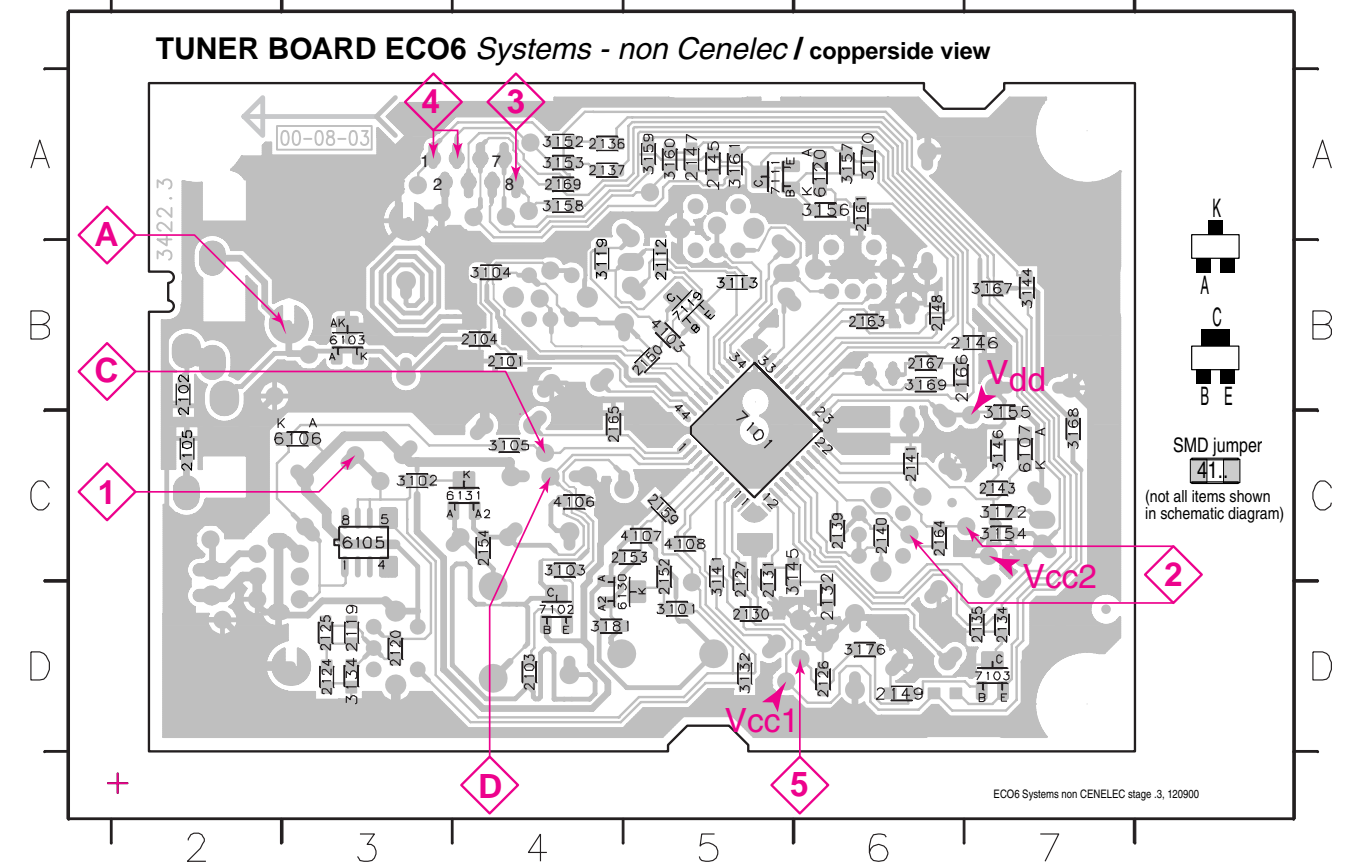 TUNER BOARD ECO6 Systems - non Cenelec / copperside view
4
3
00-08-03
3422.3
A
A
1
7
2
8
3152
2136
3153
2137
2169
3158
3159
3160
2147
2145
3161
C
7111
E
B
A
6120
K
3157
3170
3156
2161
A
K
A
3104
3119
2112
3113
C
7119
B
E
4103
2150
3167
3144
2148
2163
B
B
AK
6103
A
K
2104
2101
34
33
2146
2167
3169
2166
Vdd
C
B
E
C
2102
2105
K
A
6106
3105
2165
44
1
7101
23
22
3155
3168
3146
6107
A
K
SMD jumper
41..
(not all items shown
in schematic diagram)
C
C
1
3102
K
6131
A
A2
4106
2159
11
12
2141
2143
3172
3154
8
5
6105
1
4
2154
4107
4108
2153
2139
2140
2164
Vcc2
2
3103
A
6130
A2
K
2152
3141
2127
2131
3145
2132
C
7102
B
E
3181
3101
2130
2135
2134
2125
2119
2120
2124
3134
2103
3132
2126
3176
2149
C
7103
B
E
D
D
Vcc1
D
5
ECO6 Systems non CENELEC stage .3, 120900
2
3
4
5
6
7